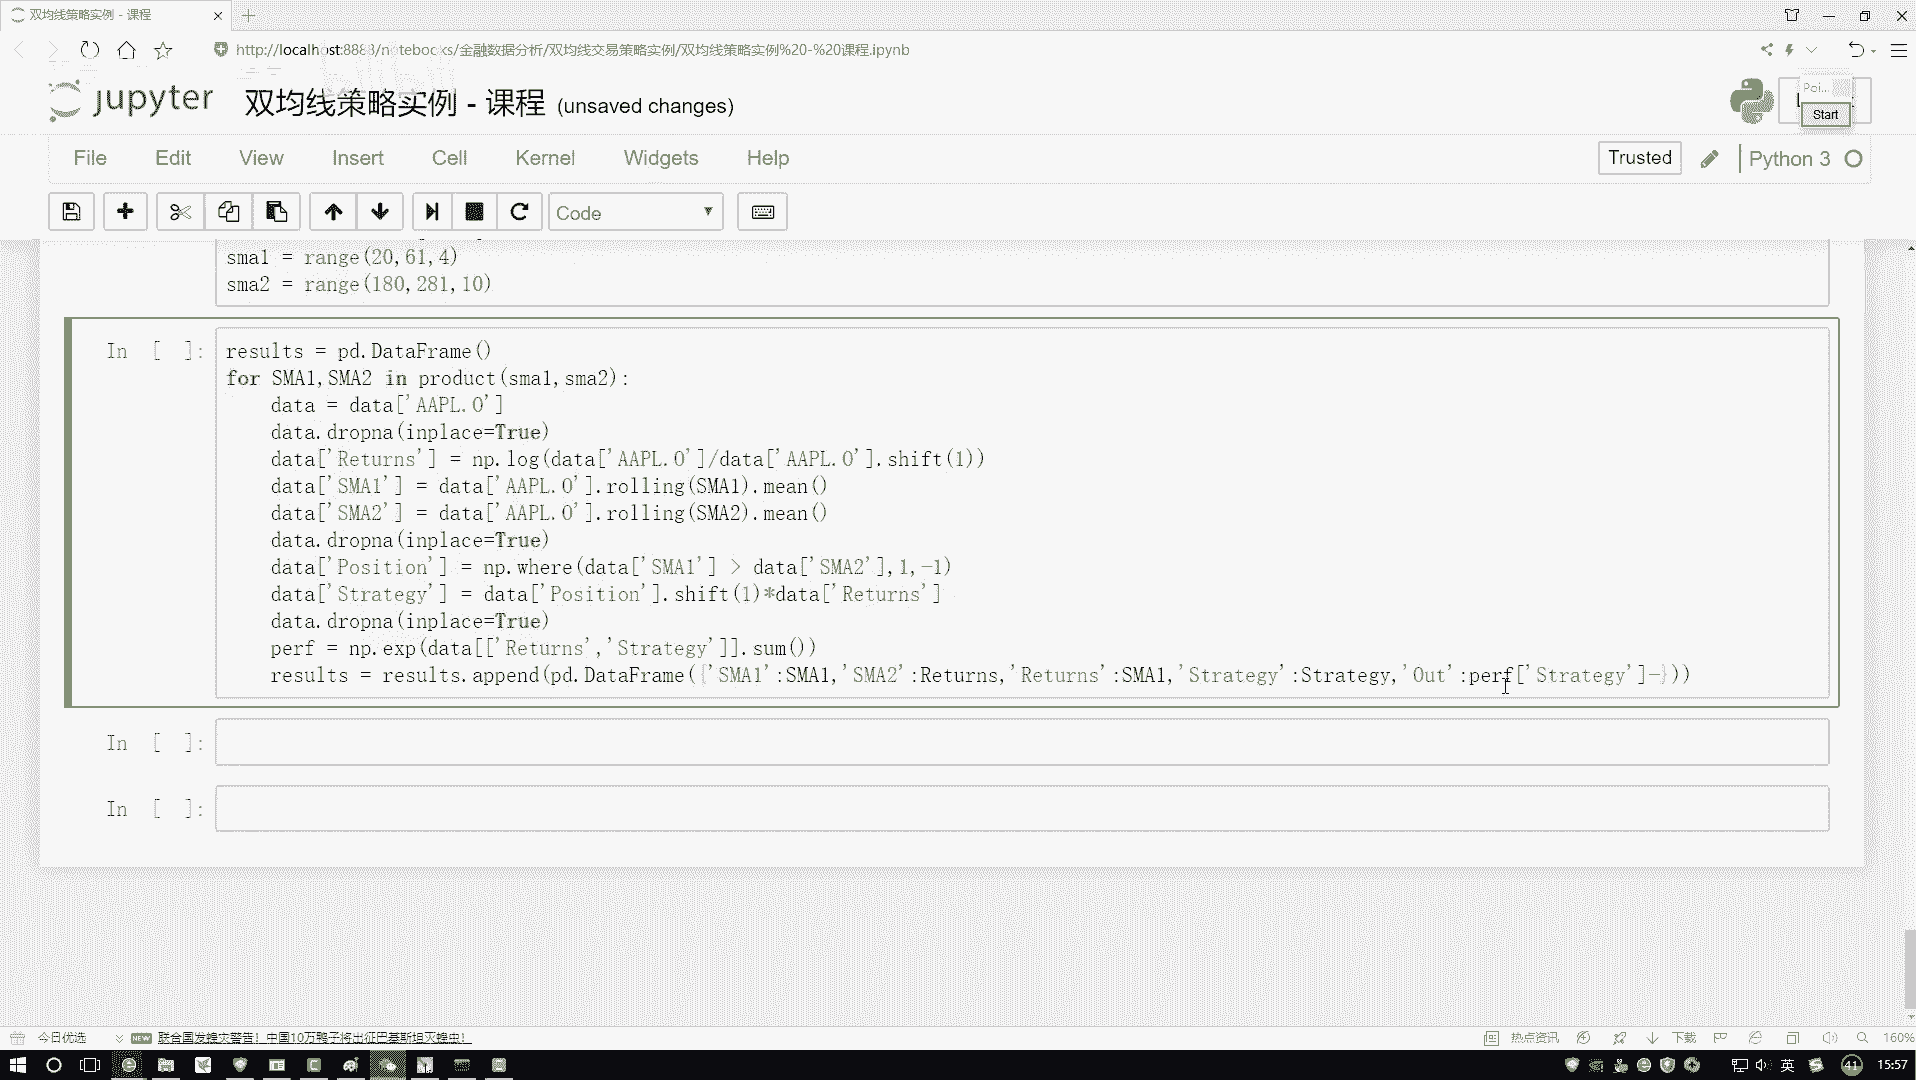 双均线策略实例 - 课程
http://localhost:8888/notebooks/金融数据分析/双均线交易策略实例/双均线策略实例%20-%20课程.ipynb
jupyter 双均线策略实例 - 课程 (unsaved changes)
Poi...
Start
File Edit View Insert Cell Kernel Widgets Help
Trusted
Python 3
Code
sma1 = range(20,61,4)
sma2 = range(180,281,10)
In [ ]:
results = pd.DataFrame()
for SMA1,SMA2 in product(sma1,sma2):
data = data['AAPL.O']
data.dropna(inplace=True)
data['Returns'] = np.log(data['AAPL.O']/data['AAPL.O'].shift(1))
data['SMA1'] = data['AAPL.O'].rolling(SMA1).mean()
data['SMA2'] = data['AAPL.O'].rolling(SMA2).mean()
data.dropna(inplace=True)
data['Position'] = np.where(data['SMA1'] > data['SMA2'],1,-1)
data['Strategy'] = data['Position'].shift(1)*data['Returns']
data.dropna(inplace=True)
perf = np.exp(data[['Returns','Strategy']].sum())
results = results.append(pd.DataFrame({'SMA1':SMA1,'SMA2':Returns,'Returns':SMA1,'Strategy':Strategy,'Out':perf['Strategy']-}))
In [ ]:
In [ ]:
今日优选
NEW
联合国发蝗灾警告！中国10万鸭子将出征巴基斯坦灭蝗虫！
热点资讯
下载
160%
英
41
15:57